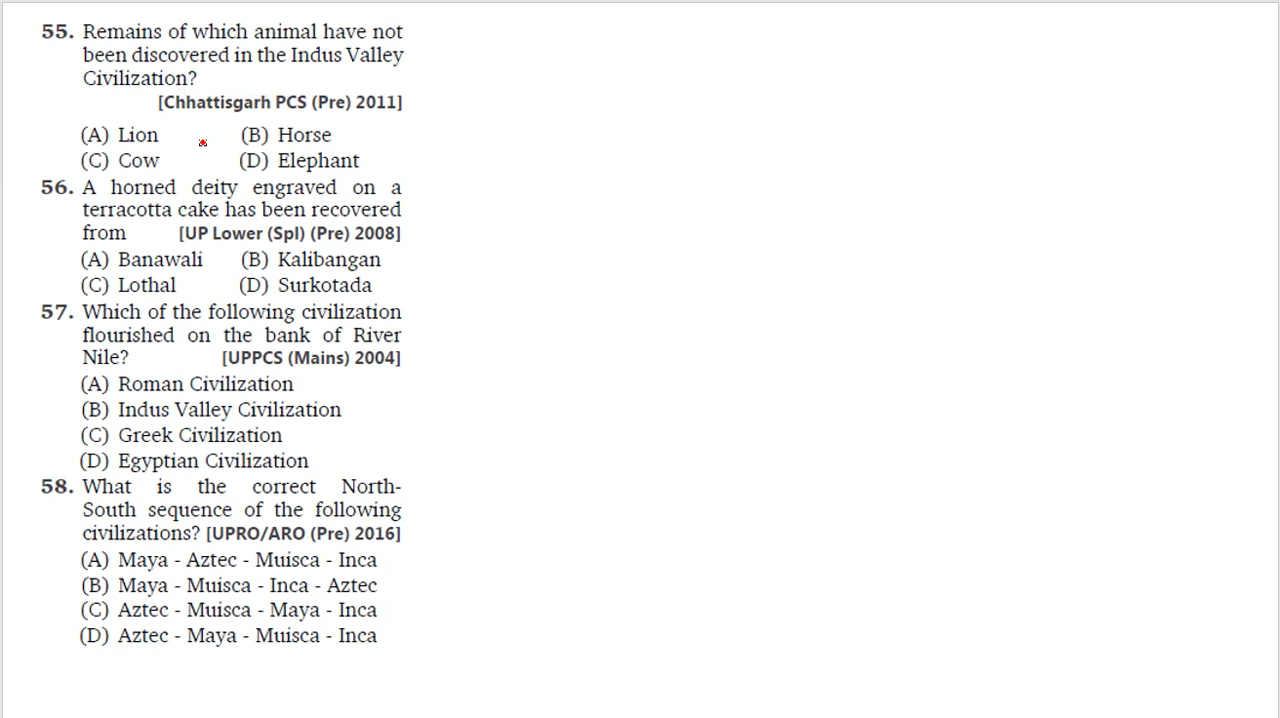 55. Remains of which animal have not
been discovered in the Indus Valley
Civilization?
[Chhattisgarh PCS (Pre) 2011]
(A) Lion (B) Horse
(C) Cow (D) Elephant
56. A horned deity engraved on a
terracotta cake has been recovered
from [UP Lower (Spl) (Pre) 2008]
(A) Banawali (B) Kalibangan
(C) Lothal (D) Surkotada
57. Which of the following civilization
flourished on the bank of River
Nile? [UPPCS (Mains) 2004]
(A) Roman Civilization
(B) Indus Valley Civilization
(C) Greek Civilization
(D) Egyptian Civilization
58. What is the correct North-
South sequence of the following
civilizations? [UPRO/ARO (Pre) 2016]
(A) Maya - Aztec - Muisca - Inca
(B) Maya - Muisca - Inca - Aztec
(C) Aztec - Muisca - Maya - Inca
(D) Aztec - Maya - Muisca - Inca